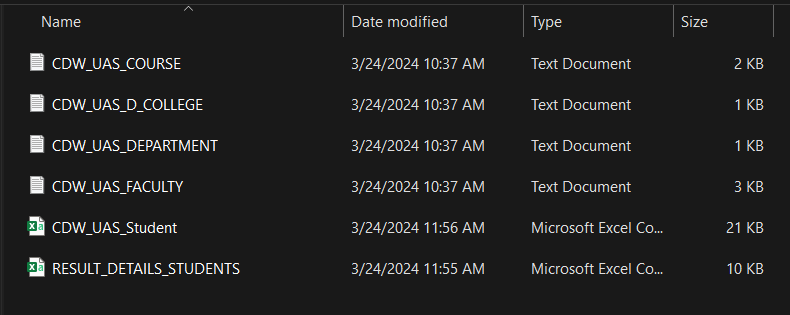 Name Date modified Type Size
CDW_UAS_COURSE 3/24/2024 10:37 AM Text Document 2 KB
CDW_UAS_D_COLLEGE 3/24/2024 10:37 AM Text Document 1 KB
CDW_UAS_DEPARTMENT 3/24/2024 10:37 AM Text Document 1 KB
CDW_UAS_FACULTY 3/24/2024 10:37 AM Text Document 3 KB
CDW_UAS_Student 3/24/2024 11:56 AM Microsoft Excel Co... 21 KB
RESULT_DETAILS_STUDENTS 3/24/2024 11:55 AM Microsoft Excel Co... 10 KB